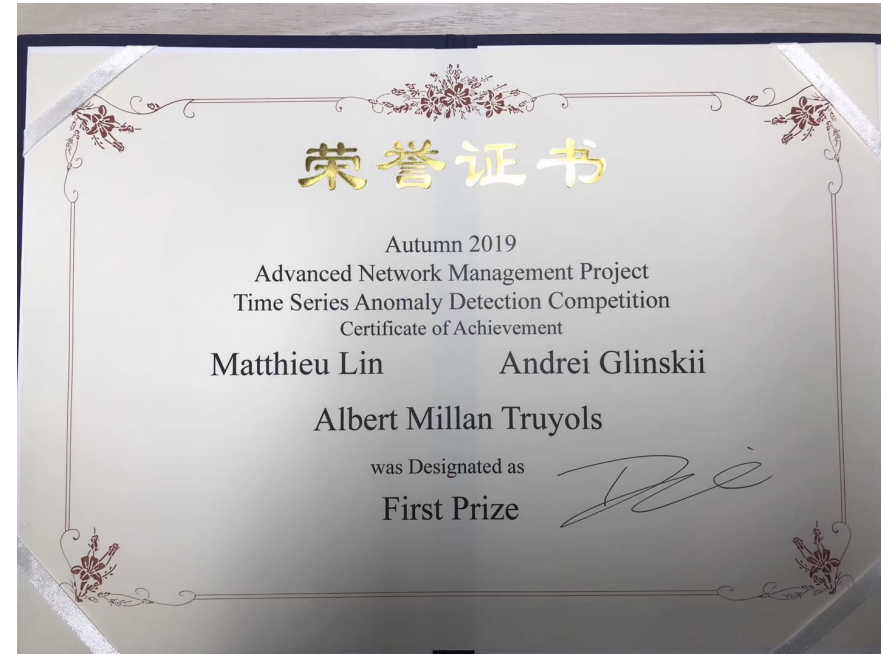 荣誉证书
Autumn 2019
Advanced Network Management Project
Time Series Anomaly Detection Competition
Certificate of Achievement
Matthieu Lin Andrei Glinskii
Albert Millan Truyols
was Designated as
First Prize